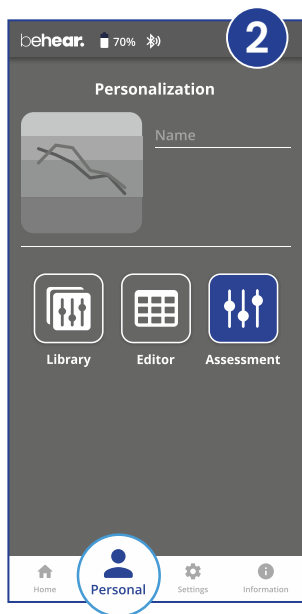 behear. 70% 2
Personalization
Name
Library Editor Assessment
Home Personal Settings Information